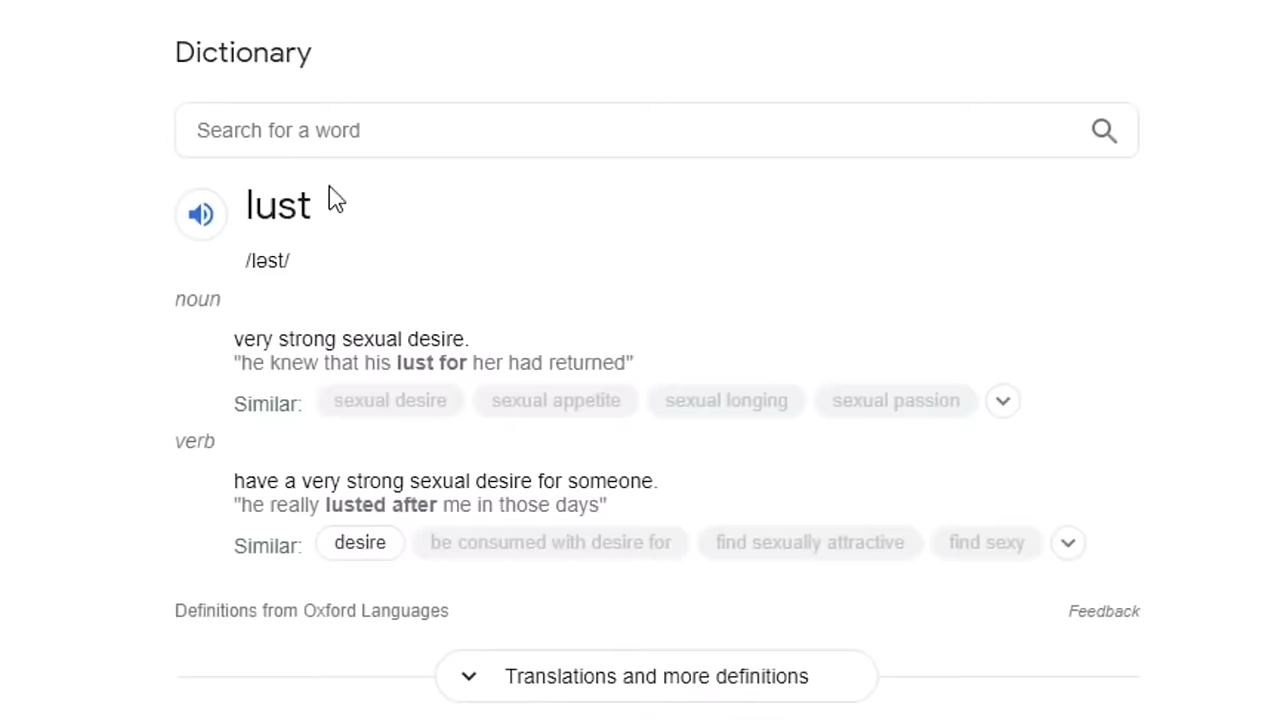 Dictionary
Search for a word
lust
/ləst/
noun
very strong sexual desire.
"he knew that his lust for her had returned"
Similar: sexual desire sexual appetite sexual longing sexual passion
verb
have a very strong sexual desire for someone.
"he really lusted after me in those days"
Similar: desire be consumed with desire for find sexually attractive find sexy
Definitions from Oxford Languages Feedback
Translations and more definitions